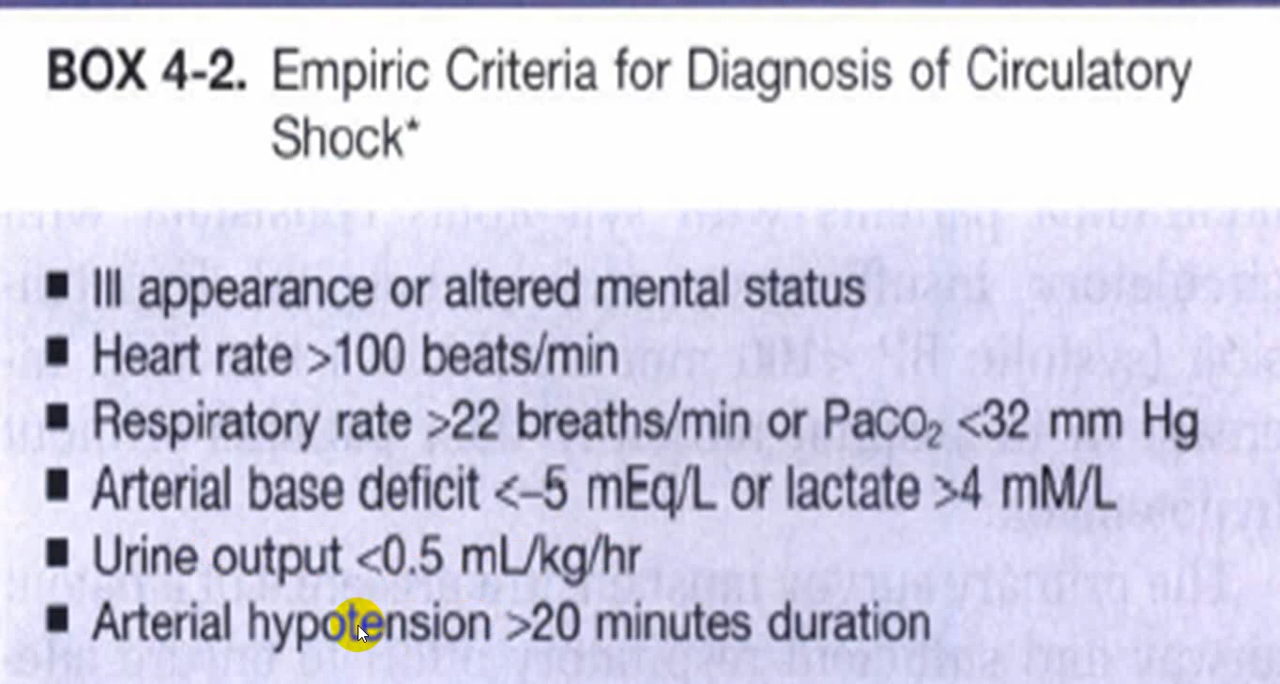 BOX 4-2. Empiric Criteria for Diagnosis of Circulatory
Shock*
■ Ill appearance or altered mental status
■ Heart rate >100 beats/min
■ Respiratory rate >22 breaths/min or PaCO₂ <32 mm Hg
■ Arterial base deficit <–5 mEq/L or lactate >4 mM/L
■ Urine output <0.5 mL/kg/hr
■ Arterial hypotension >20 minutes duration